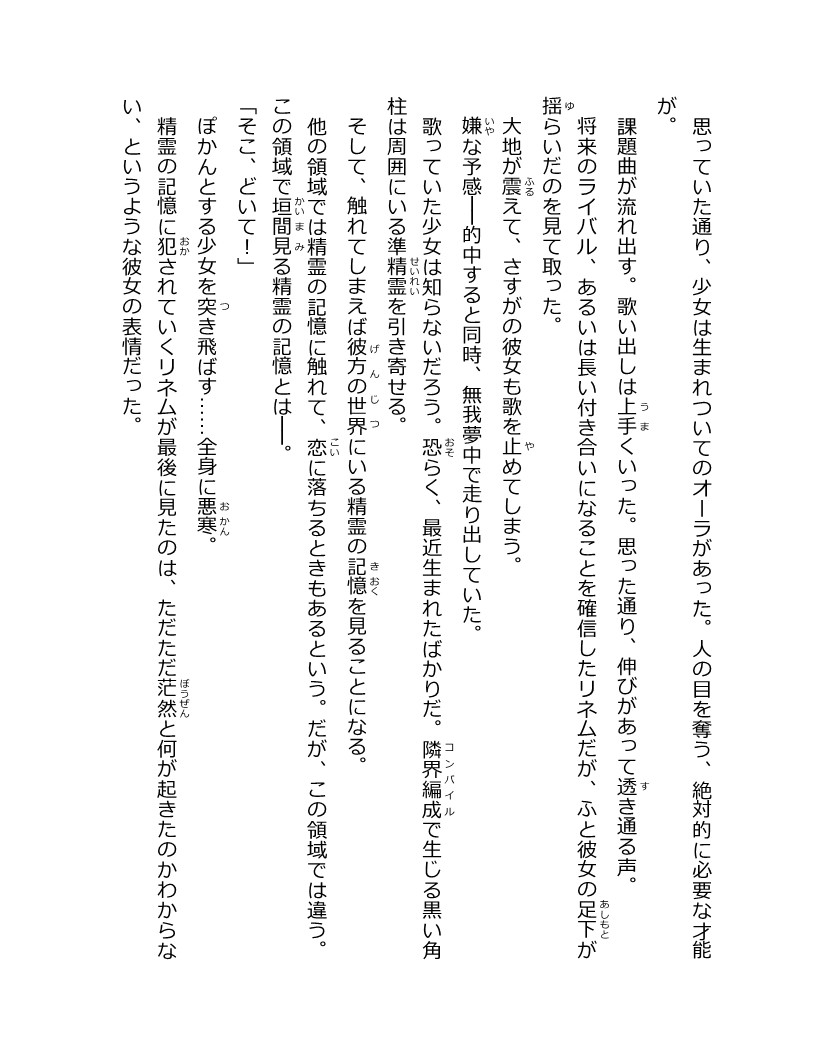 思っていた通り、少女は生まれついてのオーラがあった。人の目を奪う、絶対的に必要な才能
が。
課題曲が流れ出す。歌い出しは上手くいった。思った通り、伸びがあって透き通る声。
将来のライバル、あるいは長い付き合いになることを確信したリネムだが、ふと彼女の足下が
揺らいだのを見て取った。
大地が震えて、さすがの彼女も歌を止めてしまう。
嫌な予感──的中すると同時、無我夢中で走り出していた。
歌っていた少女は知らないだろう。恐らく、最近生まれたばかりだ。隣界編成で生じる黒い角
柱は周囲にいる準精霊を引き寄せる。
そして、触れてしまえば彼方の世界にいる精霊の記憶を見ることになる。
他の領域では精霊の記憶に触れて、恋に落ちるときもあるという。だが、この領域では違う。
この領域で垣間見る精霊の記憶とは──。
「そこ、どいて！」
ぽかんとする少女を突き飛ばす……全身に悪寒。
精霊の記憶に犯されていくリネムが最後に見たのは、ただただ茫然と何が起きたのかわからな
い、というような彼女の表情だった。